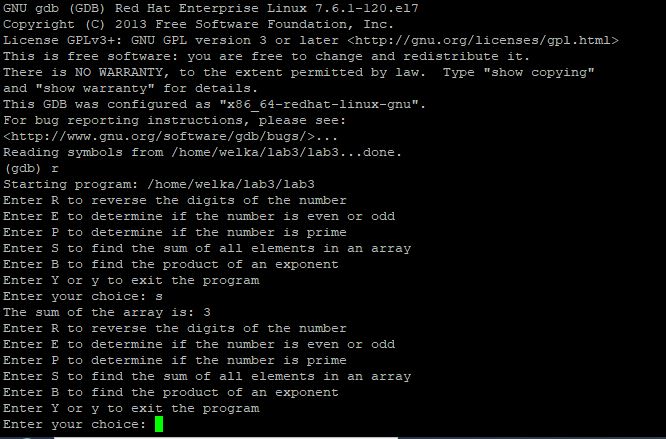 GNU gdb (GDB) Red Hat Enterprise Linux 7.6.1-120.el7
Copyright (C) 2013 Free Software Foundation, Inc.
License GPLv3+: GNU GPL version 3 or later <http://gnu.org/licenses/gpl.html>
This is free software: you are free to change and redistribute it.
There is NO WARRANTY, to the extent permitted by law.  Type "show copying"
and "show warranty" for details.
This GDB was configured as "x86_64-redhat-linux-gnu".
For bug reporting instructions, please see:
<http://www.gnu.org/software/gdb/bugs/>...
Reading symbols from /home/welka/lab3/lab3...done.
(gdb) r
Starting program: /home/welka/lab3/lab3
Enter R to reverse the digits of the number
Enter E to determine if the number is even or odd
Enter P to determine if the number is prime
Enter S to find the sum of all elements in an array
Enter B to find the product of an exponent
Enter Y or y to exit the program
Enter your choice: s
The sum of the array is: 3
Enter R to reverse the digits of the number
Enter E to determine if the number is even or odd
Enter P to determine if the number is prime
Enter S to find the sum of all elements in an array
Enter B to find the product of an exponent
Enter Y or y to exit the program
Enter your choice: